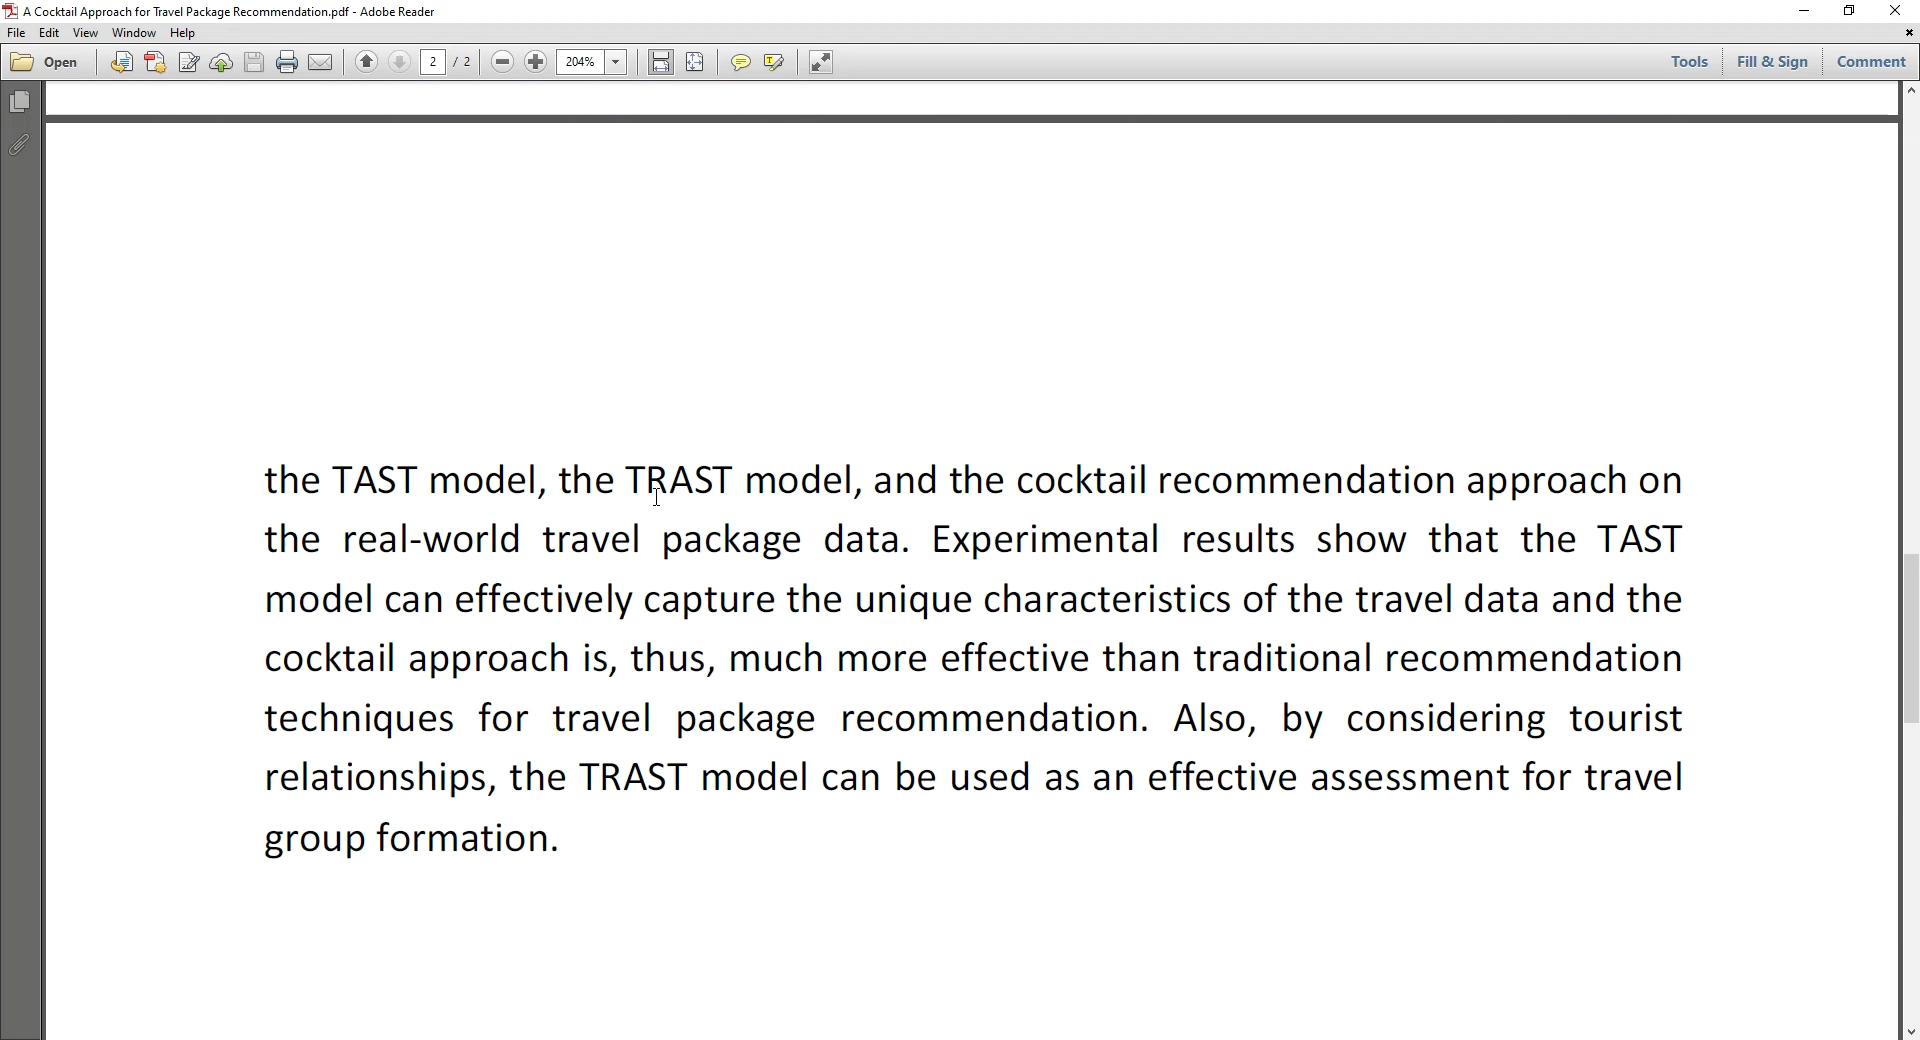 A Cocktail Approach for Travel Package Recommendation.pdf - Adobe Reader
File Edit View Window Help
Open 2 / 2 204% Tools Fill & Sign Comment
the TAST model, the TRAST model, and the cocktail recommendation approach on
the real-world travel package data. Experimental results show that the TAST
model can effectively capture the unique characteristics of the travel data and the
cocktail approach is, thus, much more effective than traditional recommendation
techniques for travel package recommendation. Also, by considering tourist
relationships, the TRAST model can be used as an effective assessment for travel
group formation.